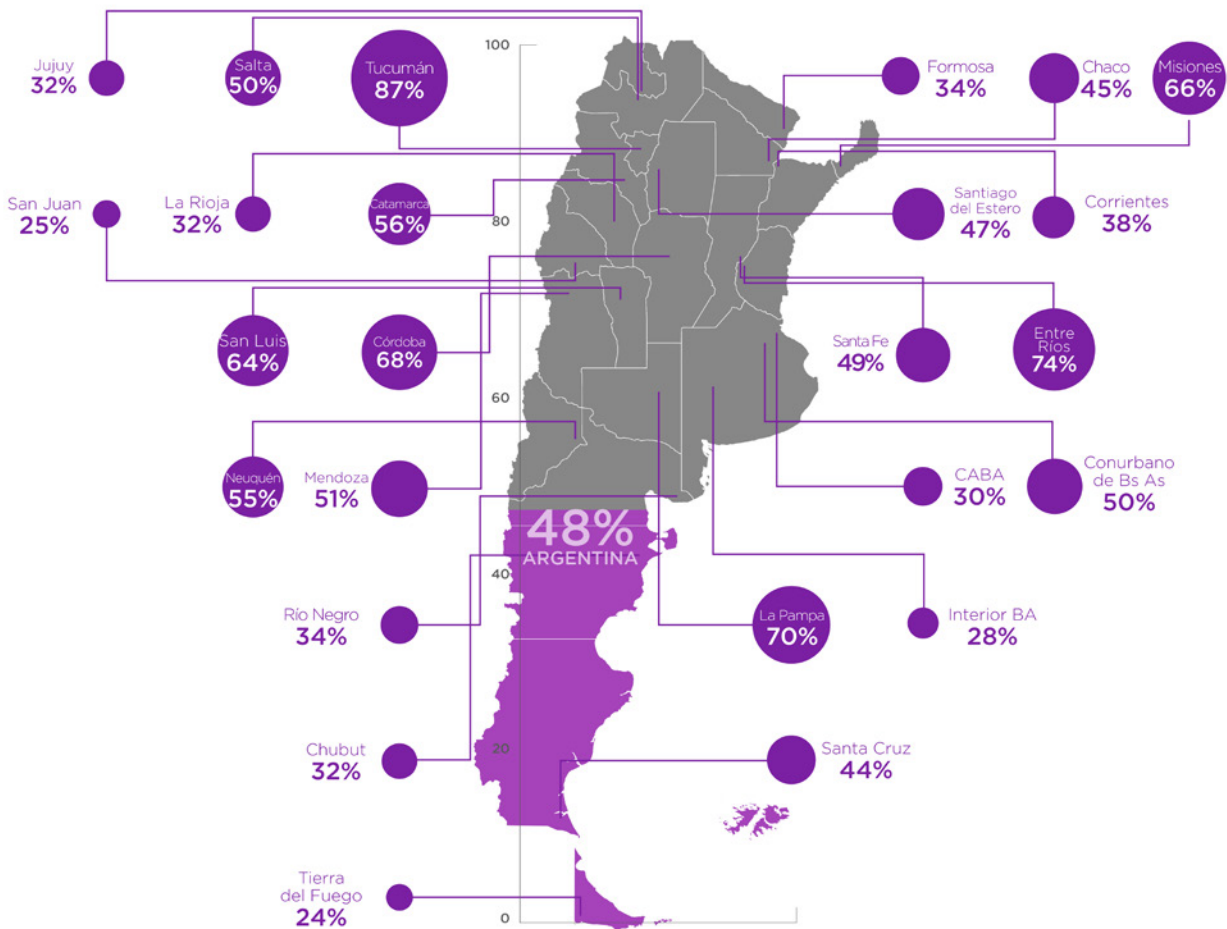 Jujuy
32%
Salta
50%
Tucumán
87%
100
Formosa
34%
Chaco
45%
Misiones
66%
San Juan
25%
La Rioja
32%
Catamarca
56%
80
Santiago
del Estero
47%
Corrientes
38%
San Luis
64%
Córdoba
68%
Santa Fe
49%
Entre
Ríos
74%
60
Neuquén
55%
Mendoza
51%
CABA
30%
Conurbano
de Bs As
50%
48%
ARGENTINA
40
Río Negro
34%
La Pampa
70%
Interior BA
28%
Chubut
32%
20
Santa Cruz
44%
Tierra
del Fuego
24%
0